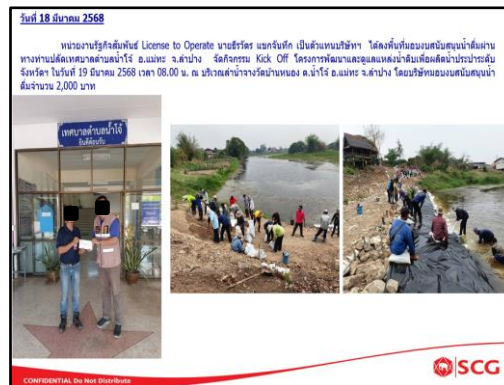 วันที่ 18 มีนาคม 2568
หน่วยงานรัฐกิจสัมพันธ์ License to Operate นายธีรวัตร แขกจันทึก เป็นตัวแทนบริษัทฯ ได้ลงพื้นที่มอบงบสนับสนุนน้ำดื่มผ่าน
ทางท่านปลัดเทศบาลตำบลน้ำโจ้ อ.แม่ทะ จ.ลำปาง จัดกิจกรรม Kick Off โครงการพัฒนาและดูแลแหล่งน้ำดิบเพื่อผลิตน้ำประปาระดับ
จังหวัดฯ ในวันที่ 19 มีนาคม 2568 เวลา 08.00 น. ณ บริเวณลำน้ำจางวัดบ้านหนอง ต.น้ำโจ้ อ.แม่ทะ จ.ลำปาง โดยบริษัทมอบงบสนับสนุนน้ำ
ดื่มจำนวน 2,000 บาท
เทศบาลตำบลน้ำโจ้
ยินดีต้อนรับ
CONFIDENTIAL Do Not Distribute
SCG